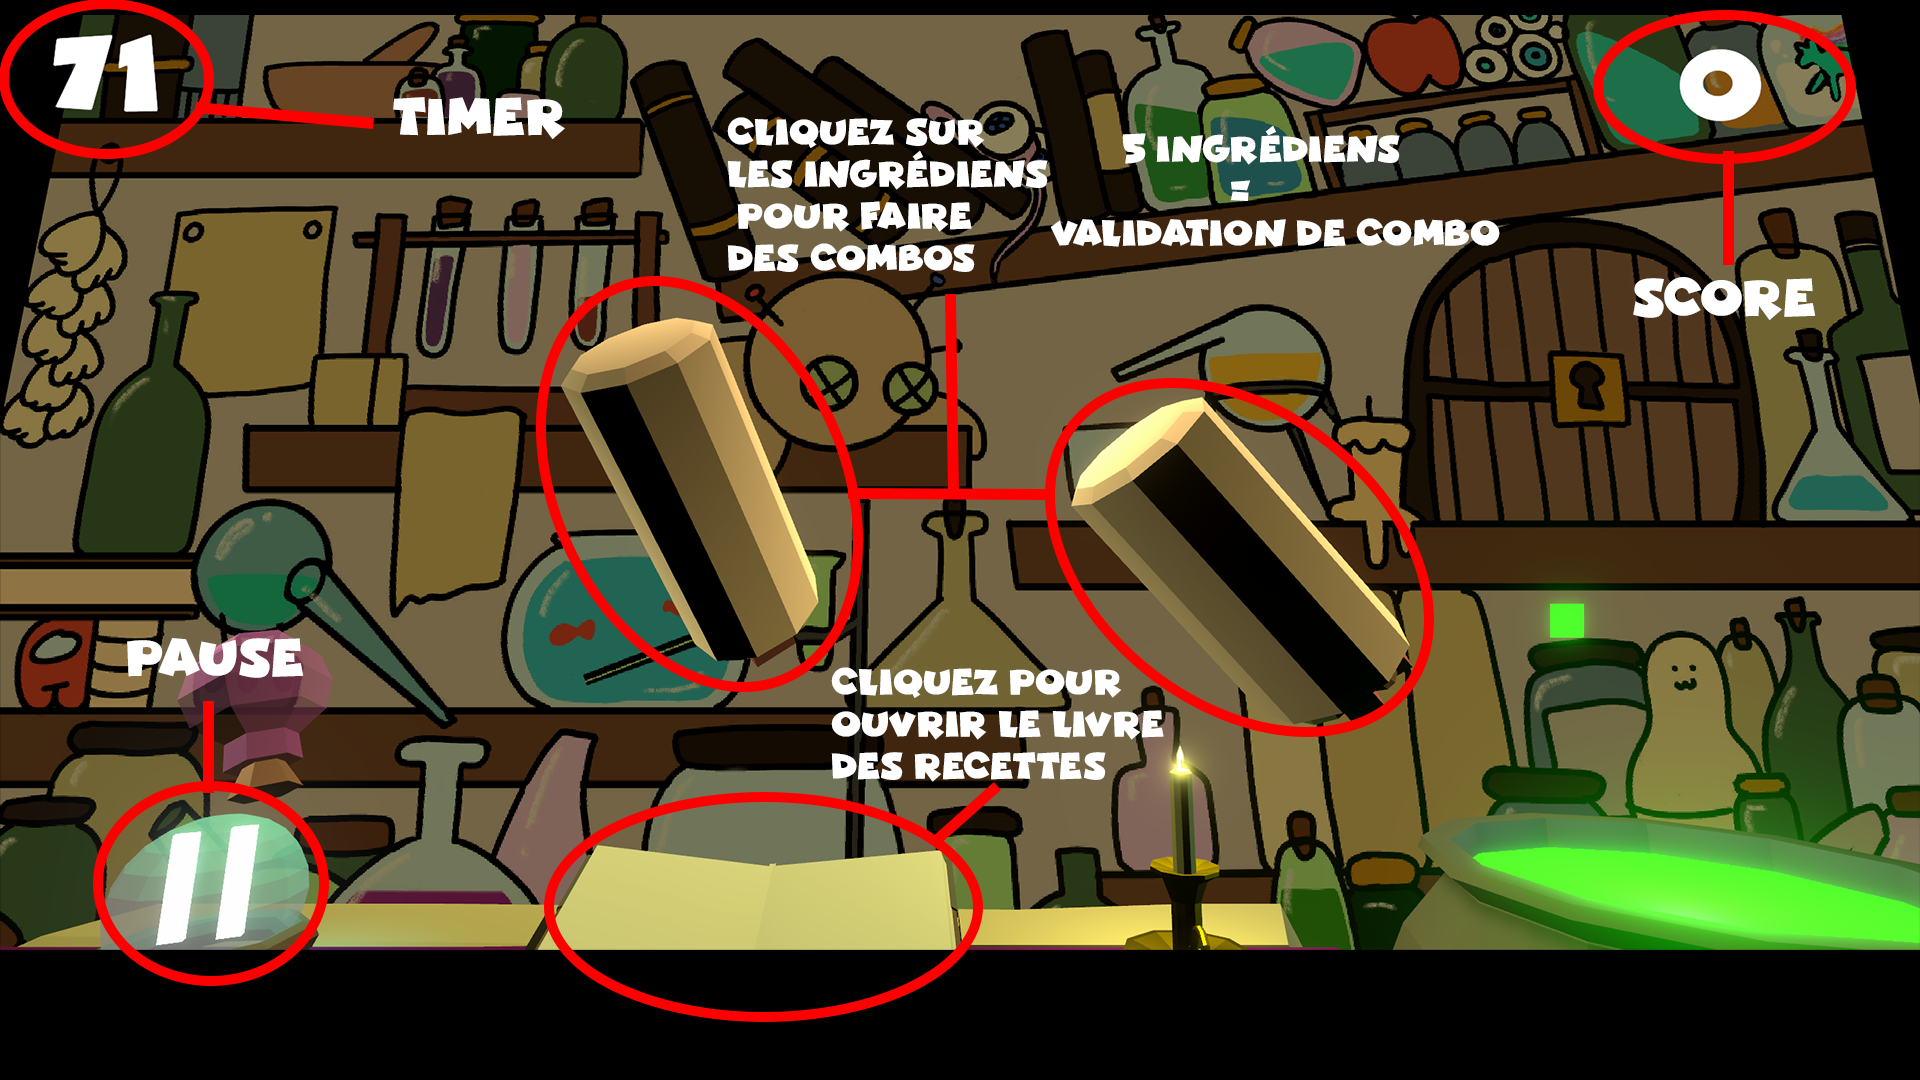 71
TIMER
CLIQUEZ SUR
LES INGRÉDIENS
POUR FAIRE
DES COMBOS
5 INGRÉDIENS
=
VALIDATION DE COMBO
0
SCORE
PAUSE
CLIQUEZ POUR
OUVRIR LE LIVRE
DES RECETTES